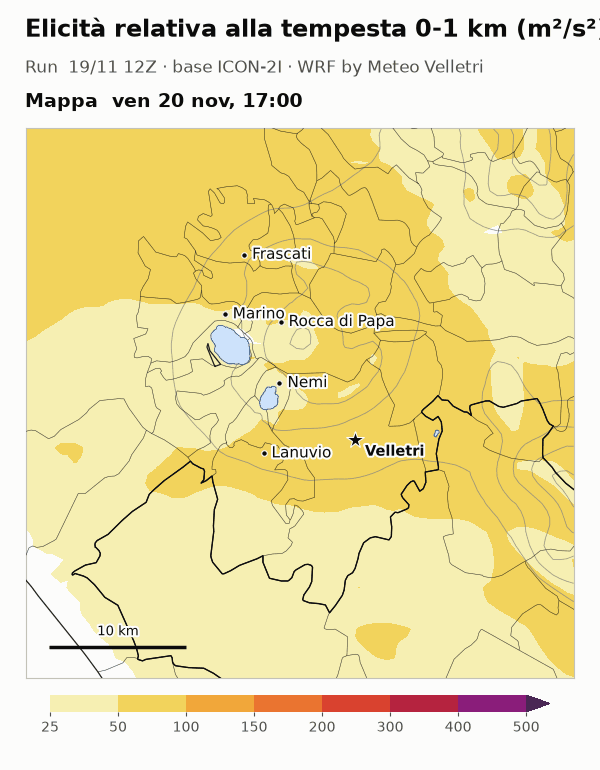 Elicità relativa alla tempesta 0-1 km (m²/s²)
Run 19/11 12Z · base ICON-2I · WRF by Meteo Velletri
Mappa ven 20 nov, 17:00
Frascati
Marino
Rocca di Papa
Nemi
Velletri
Lanuvio
10 km
25 50 100 150 200 300 400 500